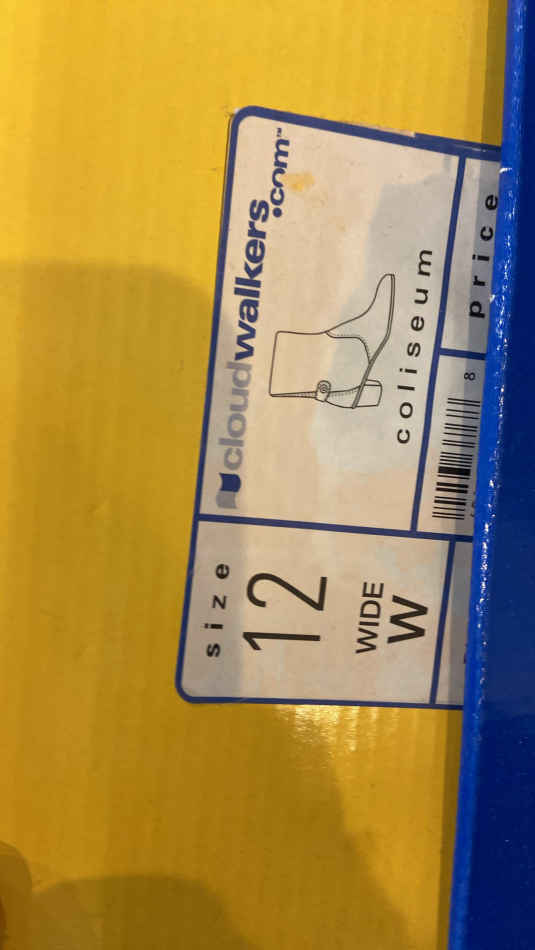 cloudwalkers
.com™
coliseum
size
12
WIDE
W
8
price